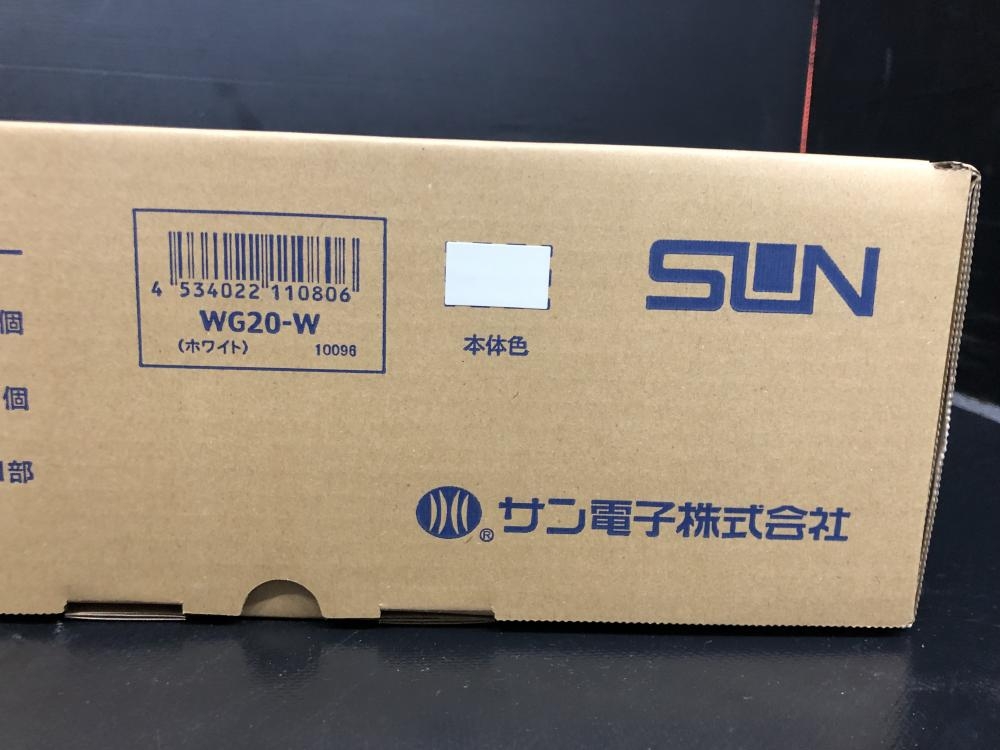 個
個
部
4 534022 110806
WG20-W
(ホワイト) 10096
本体色
SUN
® サン電子株式会社